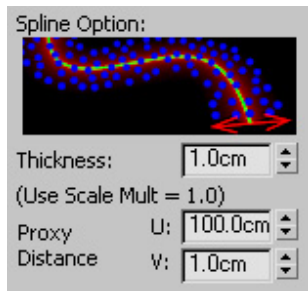 Spline Option:
Thickness: 1.0cm
(Use Scale Mult = 1.0)
Proxy U: 100.0cm
Distance V: 1.0cm